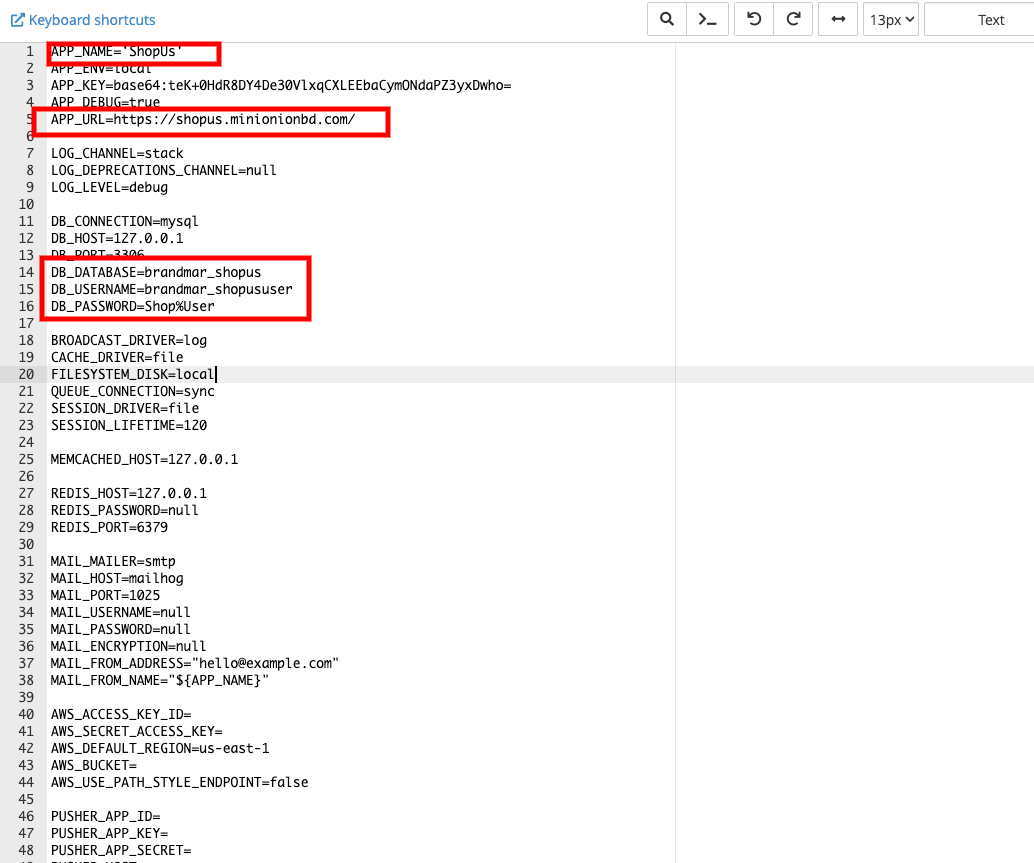 Keyboard shortcuts
13px
Text
1 APP_NAME='ShopUs'
2 APP_ENV=local
3 APP_KEY=base64:teK+0HdR8DY4De30VlxqCXLEEbaCymONdaPZ3yxDwho=
4 APP_DEBUG=true
5 APP_URL=https://shopus.minionionbd.com/
6
7 LOG_CHANNEL=stack
8 LOG_DEPRECATIONS_CHANNEL=null
9 LOG_LEVEL=debug
10
11 DB_CONNECTION=mysql
12 DB_HOST=127.0.0.1
13 DB_PORT=3306
14 DB_DATABASE=brandmar_shopus
15 DB_USERNAME=brandmar_shopususer
16 DB_PASSWORD=Shop%User
17
18 BROADCAST_DRIVER=log
19 CACHE_DRIVER=file
20 FILESYSTEM_DISK=local
21 QUEUE_CONNECTION=sync
22 SESSION_DRIVER=file
23 SESSION_LIFETIME=120
24
25 MEMCACHED_HOST=127.0.0.1
26
27 REDIS_HOST=127.0.0.1
28 REDIS_PASSWORD=null
29 REDIS_PORT=6379
30
31 MAIL_MAILER=smtp
32 MAIL_HOST=mailhog
33 MAIL_PORT=1025
34 MAIL_USERNAME=null
35 MAIL_PASSWORD=null
36 MAIL_ENCRYPTION=null
37 MAIL_FROM_ADDRESS="hello@example.com"
38 MAIL_FROM_NAME="${APP_NAME}"
39
40 AWS_ACCESS_KEY_ID=
41 AWS_SECRET_ACCESS_KEY=
42 AWS_DEFAULT_REGION=us-east-1
43 AWS_BUCKET=
44 AWS_USE_PATH_STYLE_ENDPOINT=false
45
46 PUSHER_APP_ID=
47 PUSHER_APP_KEY=
48 PUSHER_APP_SECRET=